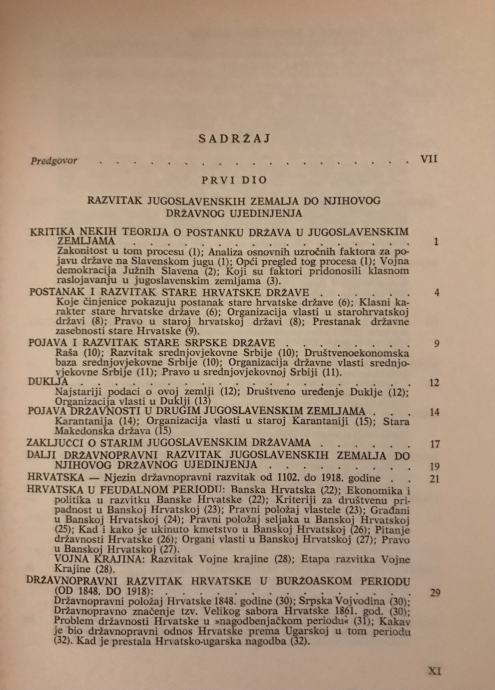 SADRŽAJ
Predgovor . . . . . . . . . . . . . . . . VII
PRVI DIO
RAZVITAK JUGOSLAVENSKIH ZEMALJA DO NJIHOVOG
DRŽAVNOG UJEDINJENJA
KRITIKA NEKIH TEORIJA O POSTANKU DRŽAVA U JUGOSLAVENSKIM
ZEMLJAMA . . . . . . . . . . . . . . 1
Zakonitost u tom procesu (1); Analiza osnovnih uzročnih faktora za po-
javu države na Slavenskom jugu (1); Opći pregled tog procesa (1); Vojna
demokracija Južnih Slavena (2); Koji su faktori pridonosili klasnom
raslojavanju u jugoslavenskim zemljama (3).
POSTANAK I RAZVITAK STARE HRVATSKE DRŽAVE . . . . . 4
Koje činjenice pokazuju postanak stare hrvatske države (6); Klasni ka-
rakter stare hrvatske države (6); Organizacija vlasti u starohrvatskoj
državi (8); Pravo u staroj hrvatskoj državi (8); Prestanak državne
zasebnosti stare Hrvatske (9).
POJAVA I RAZVITAK STARE SRPSKE DRŽAVE . . . . . . . 9
Raša (10); Razvitak srednjovjekovne Srbije (10); Društvenoekonomska
baza srednjovjekovne Srbije (10); Organizacija državne vlasti srednjo-
vjekovne Srbije (11); Pravo u srednjovjekovnoj Srbiji (11).
DUKLJA . . . . . . . . . . . . . . . . 12
Najstariji podaci o ovoj zemlji (12); Društveno uređenje Duklje (12);
Organizacija vlasti u Duklji (13)
POJAVA DRŽAVNOSTI U DRUGIM JUGOSLAVENSKIM ZEMLJAMA . . . 14
Karantanija (14); Organizacija vlasti u staroj Karantaniji (15); Stara
Makedonska država (15)
ZAKLJUČCI O STARIM JUGOSLAVENSKIM DRŽAVAMA . . . . . 17
DALJI DRŽAVNOPRAVNI RAZVITAK JUGOSLAVENSKIH ZEMALJA DO
NJIHOVOG DRŽAVNOG UJEDINJENJA . . . . . . . . 19
HRVATSKA — Njezin državnopravni razvitak od 1102. do 1918. godine . . 21
HRVATSKA U FEUDALNOM PERIODU: Banska Hrvatska (22); Ekonomika i
politika u razvitku Banske Hrvatske (22); Kriteriji za društvenu pri-
padnost u Banskoj Hrvatskoj (23); Pravni položaj vlastele (23); Građani
u Banskoj Hrvatskoj (24); Pravni položaj seljaka u Banskoj Hrvatskoj
(25); Kad i kako je ukinuto kmetstvo u Banskoj Hrvatskoj (26); Pitanje
državnosti Hrvatske (26); Organi vlasti u Banskoj Hrvatskoj (27); Pravo
u Banskoj Hrvatskoj (27).
VOJNA KRAJINA: Razvitak Vojne krajine (28); Etapa razvitka Vojne
Krajine (28).
DRŽAVNOPRAVNI RAZVITAK HRVATSKE U BURŽOASKOM PERIODU
(OD 1848. DO 1918): . . . . . . . . . . . . 29
Državnopravni položaj Hrvatske 1848. godine (30); Srpska Vojvodina (30);
Državnopravno značenje tzv. Velikog sabora Hrvatske 1861. god. (30);
Problem državnosti Hrvatske u »nagodbenjačkom periodu« (31); Kakav
je bio državnopravni odnos Hrvatske prema Ugarskoj u tom periodu
(32). Kad je prestala Hrvatsko-ugarska nagodba (32).
XI